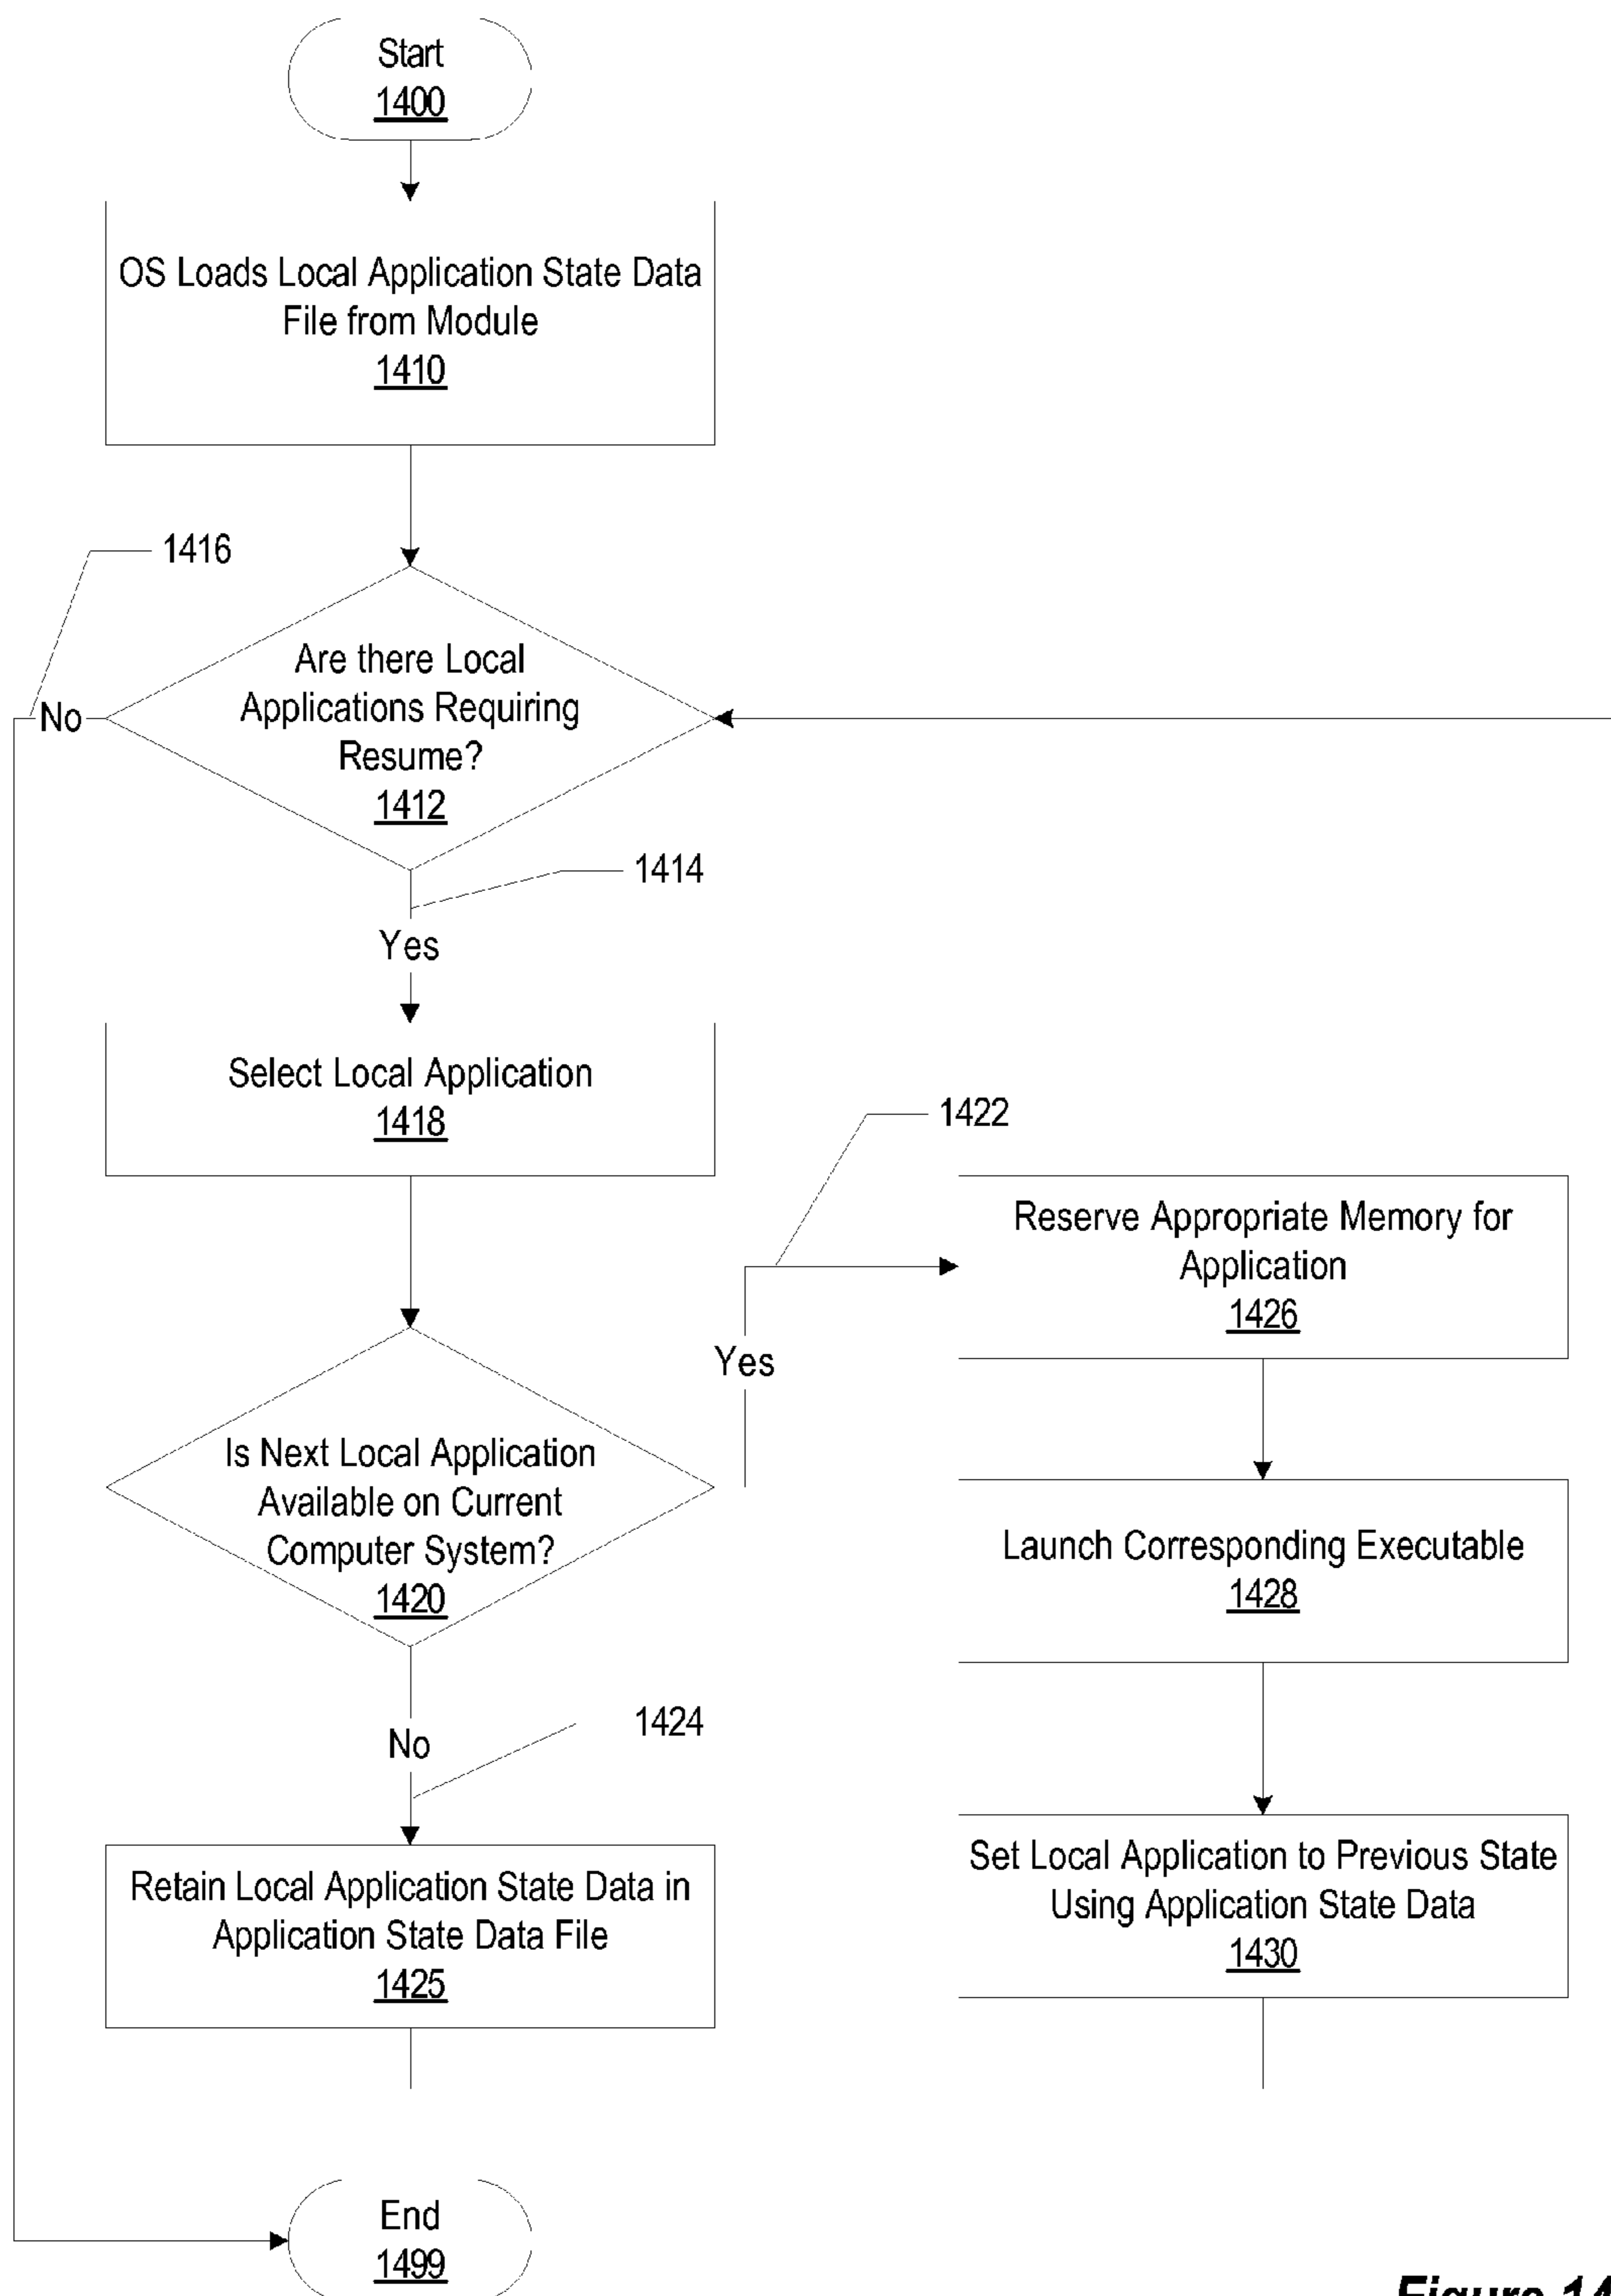 Start
1400
OS Loads Local Application State Data
File from Module
1410
1416
Are there Local
Applications Requiring
Resume?
1412
No
1414
Yes
Select Local Application
1418
1422
Reserve Appropriate Memory for
Application
1426
Yes
Is Next Local Application
Available on Current
Computer System?
1420
Launch Corresponding Executable
1428
1424
No
Retain Local Application State Data in
Application State Data File
1425
Set Local Application to Previous State
Using Application State Data
1430
End
1499
Figure 14